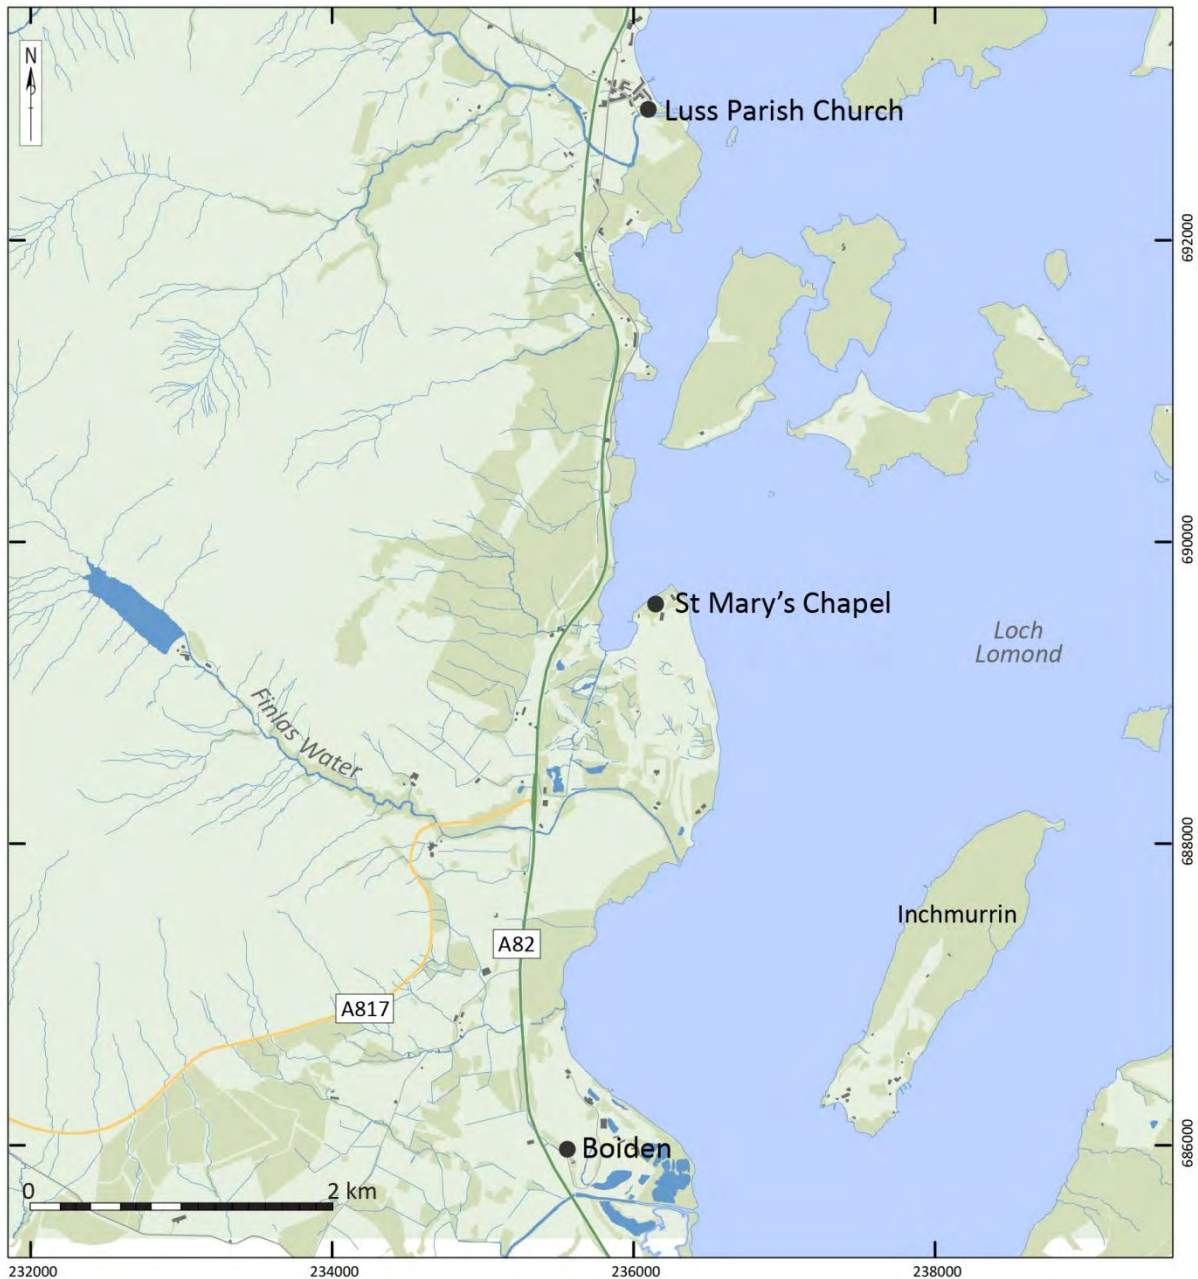 N
Luss Parish Church
692000
690000
St Mary's Chapel
Loch
Lomond
Finlas Water
688000
Inchmurrin
A82
A817
686000
Boiden
0
2 km
232000
234000
236000
238000